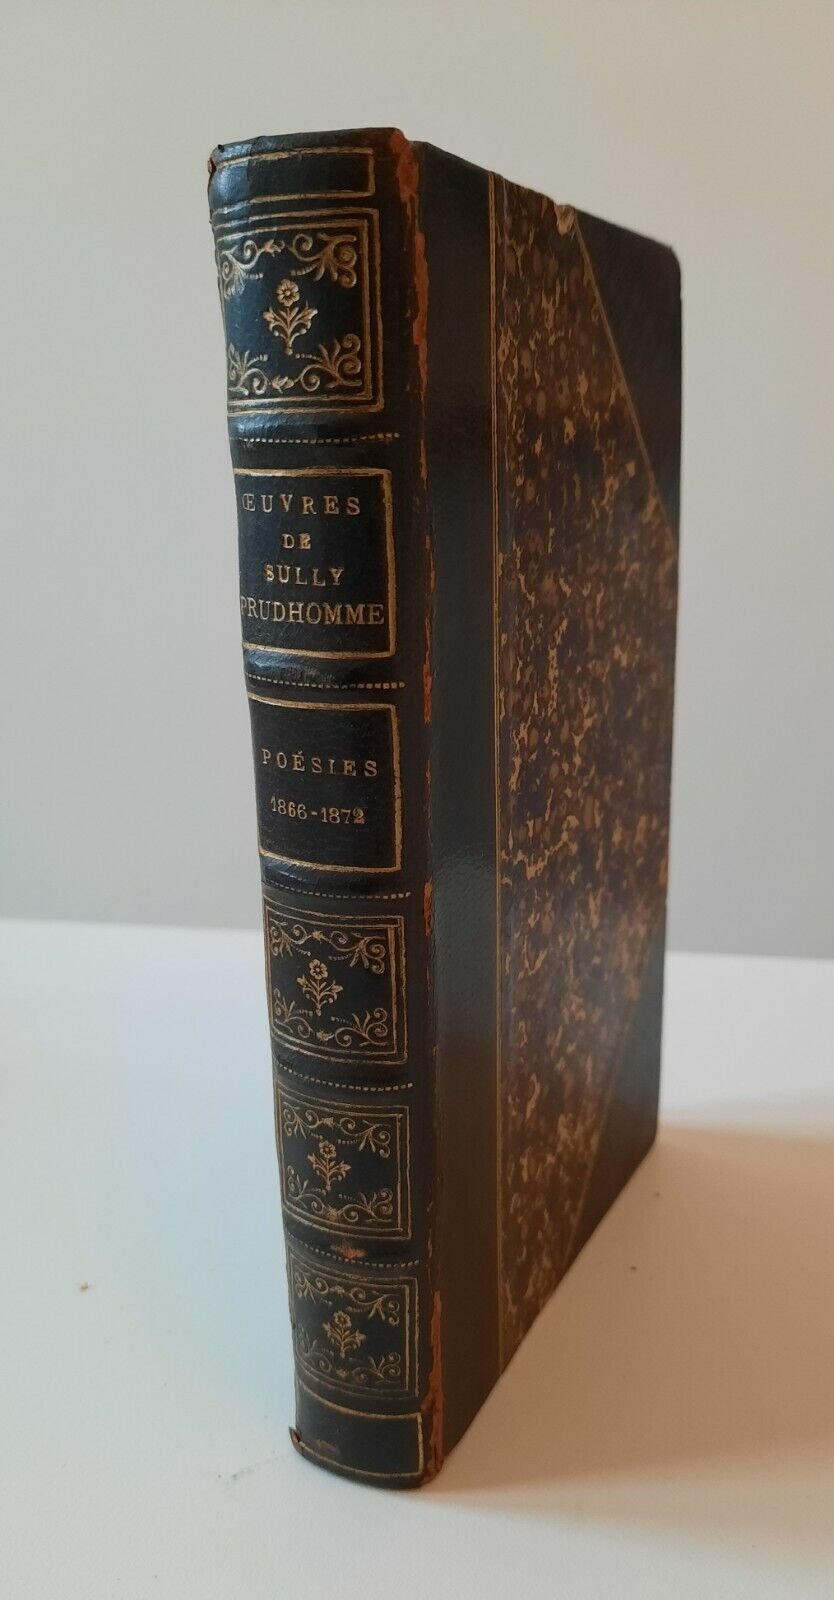 ŒUVRES
DE
SULLY
PRUDHOMME
POÉSIES
1866-1872